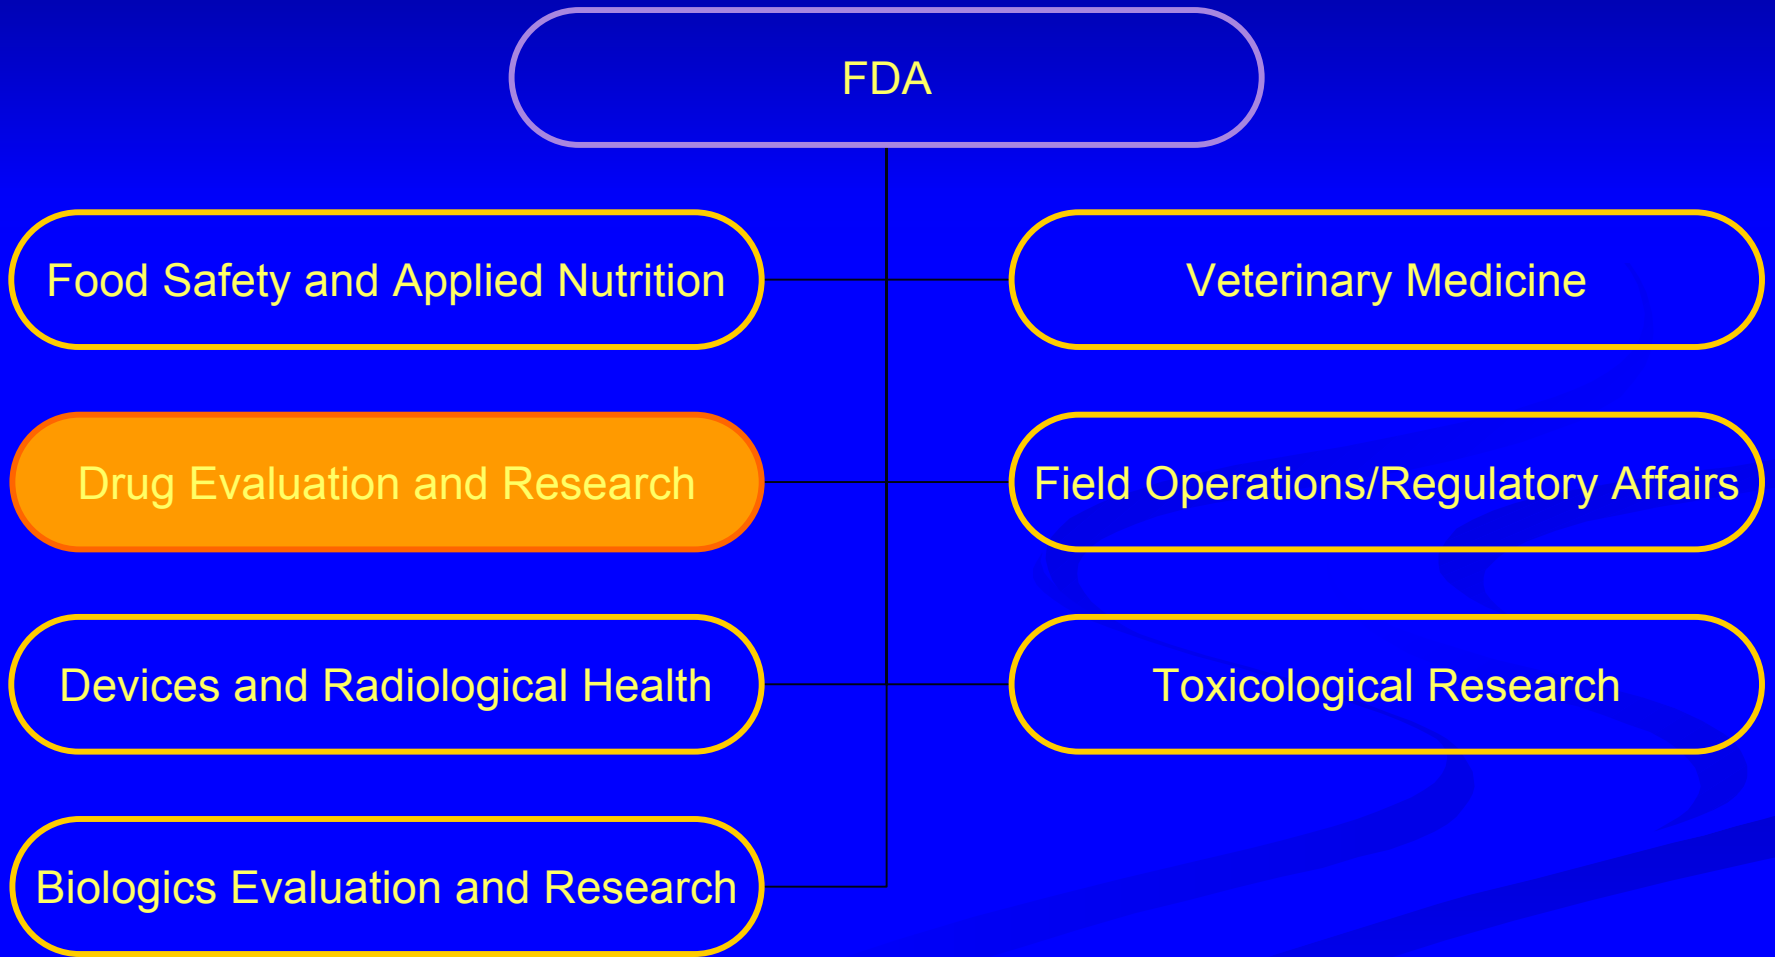 FDA
Food Safety and Applied Nutrition
Veterinary Medicine
Drug Evaluation and Research
Field Operations/Regulatory Affairs
Devices and Radiological Health
Toxicological Research
Biologics Evaluation and Research